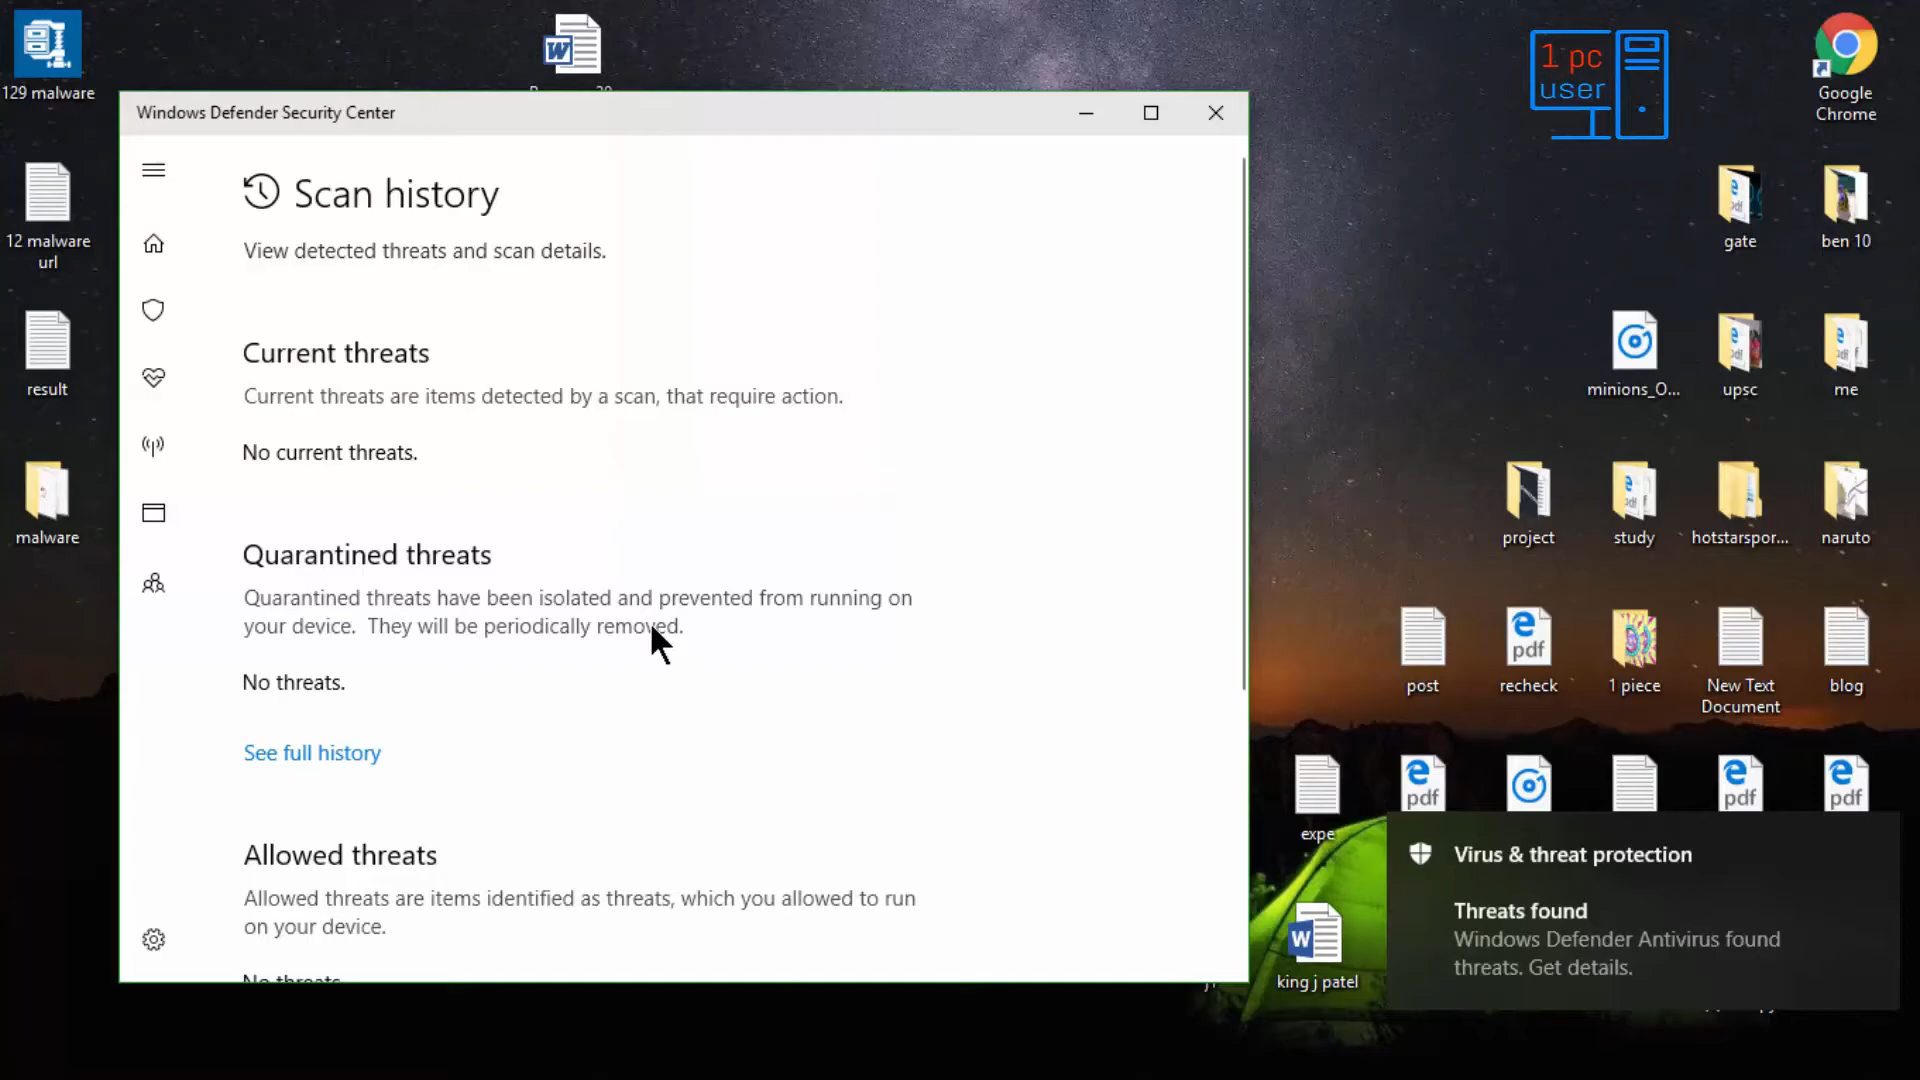 129 malware
12 malware
url
result
malware
W
Windows Defender Security Center
Scan history
View detected threats and scan details.
Current threats
Current threats are items detected by a scan, that require action.
No current threats.
Quarantined threats
Quarantined threats have been isolated and prevented from running on
your device. They will be periodically removed.
No threats.
See full history
Allowed threats
Allowed threats are items identified as threats, which you allowed to run
on your device.
No threats.
1 pc
user
Google
Chrome
gate
ben 10
minions_O...
upsc
me
project
study
hotstarspor...
naruto
post
pdf
recheck
1 piece
New Text
Document
blog
expe
pdf
pdf
pdf
W
king j patel
Virus & threat protection
Threats found
Windows Defender Antivirus found
threats. Get details.